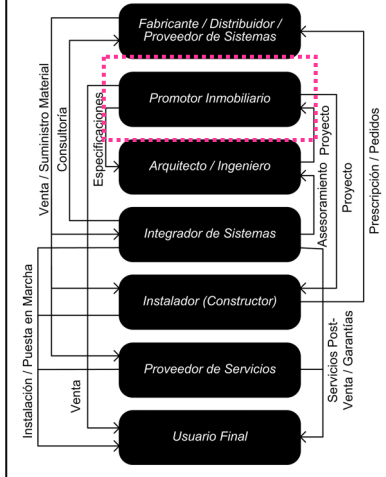 Fabricante / Distribuidor /
Proveedor de Sistemas
Promotor Inmobiliario
Arquitecto / Ingeniero
Integrador de Sistemas
Instalador (Constructor)
Proveedor de Servicios
Usuario Final
Venta / Suministro Material
Consultoría
Especificaciones
Instalación / Puesta en Marcha
Venta
Proyecto
Asesoramiento
Proyecto
Prescripción / Pedidos
Servicios Post-
Venta / Garantías